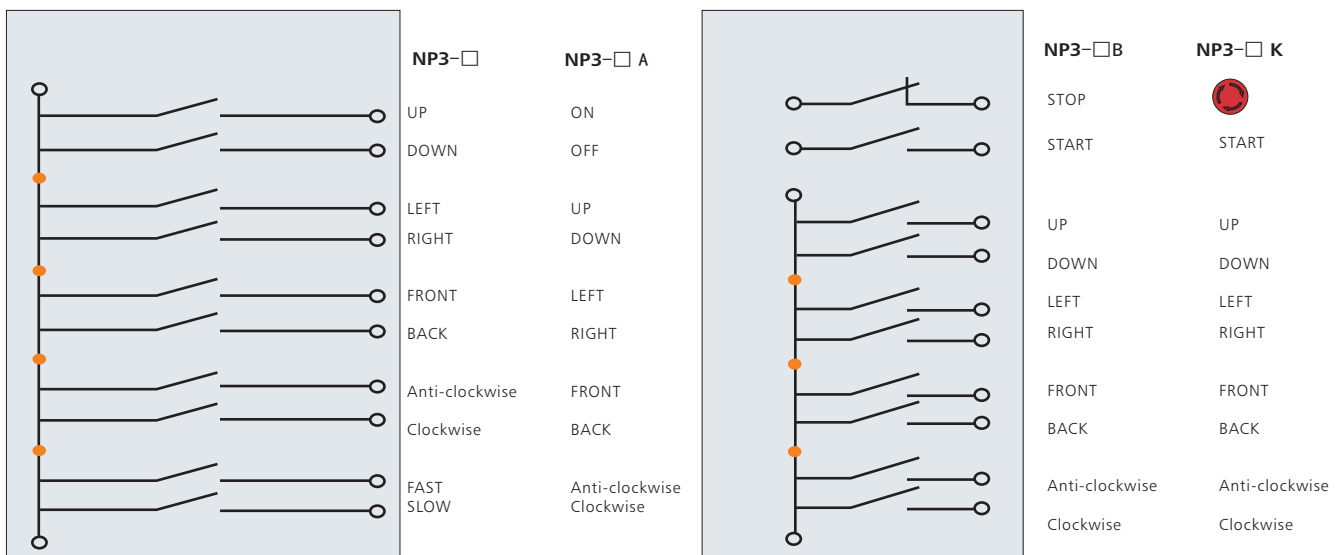 NP3-□ NP3-□ A
UP ON
DOWN OFF
LEFT UP
RIGHT DOWN
FRONT LEFT
BACK RIGHT
Anti-clockwise FRONT
Clockwise BACK
FAST Anti-clockwise
SLOW Clockwise
NP3-□B NP3-□ K
STOP
START START
UP UP
DOWN DOWN
LEFT LEFT
RIGHT RIGHT
FRONT FRONT
BACK BACK
Anti-clockwise Anti-clockwise
Clockwise Clockwise